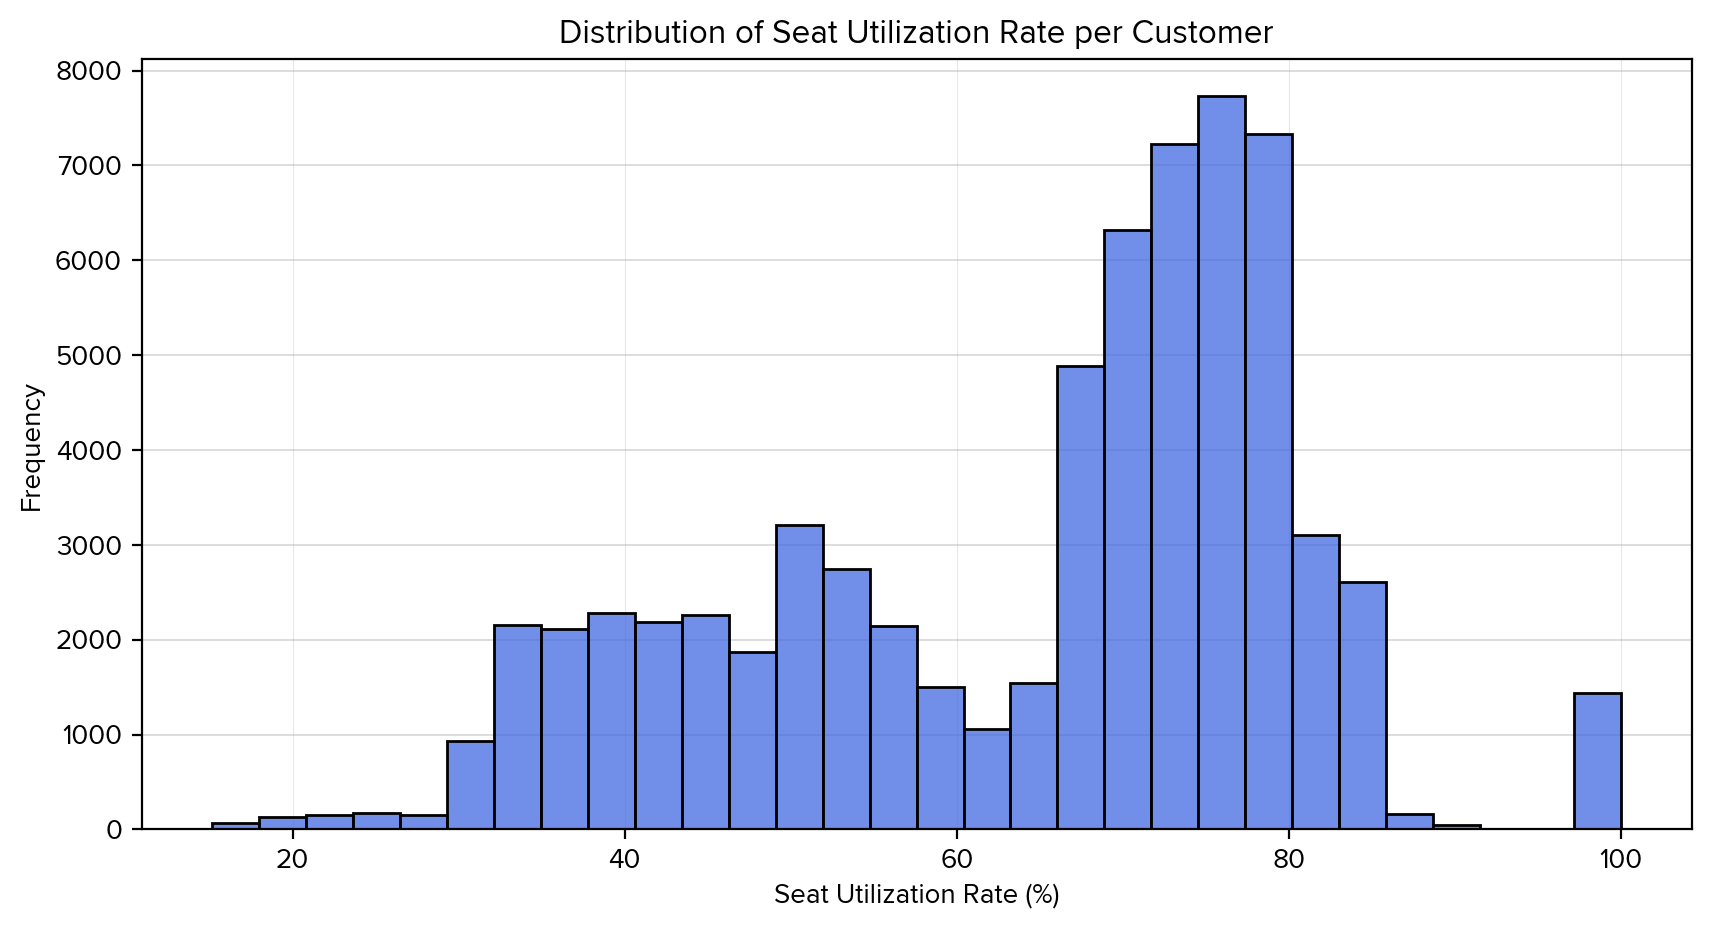 Distribution of Seat Utilization Rate per Customer
8000
7000
6000
5000
4000
3000
2000
1000
0
Frequency
20 40 60 80 100
Seat Utilization Rate (%)